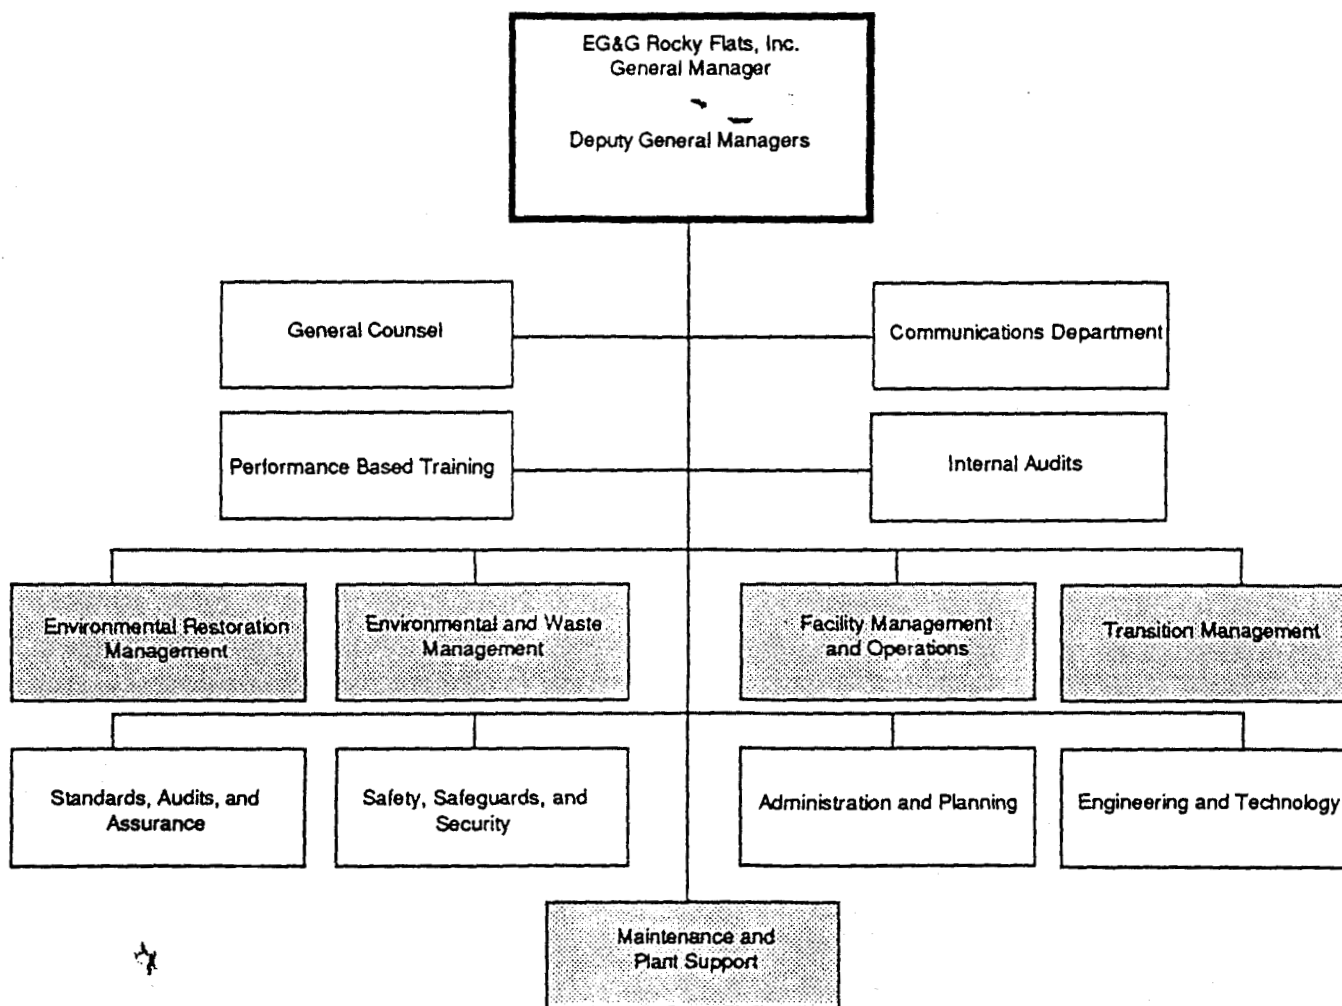 EG&G Rocky Flats, Inc.
General Manager
Deputy General Managers
General Counsel
Communications Department
Performance Based Training
Internal Audits
Environmental Restoration
Management
Environmental and Waste
Management
Facility Management
and Operations
Transition Management
Standards, Audits, and
Assurance
Safety, Safeguards, and
Security
Administration and Planning
Engineering and Technology
Maintenance and
Plant Support